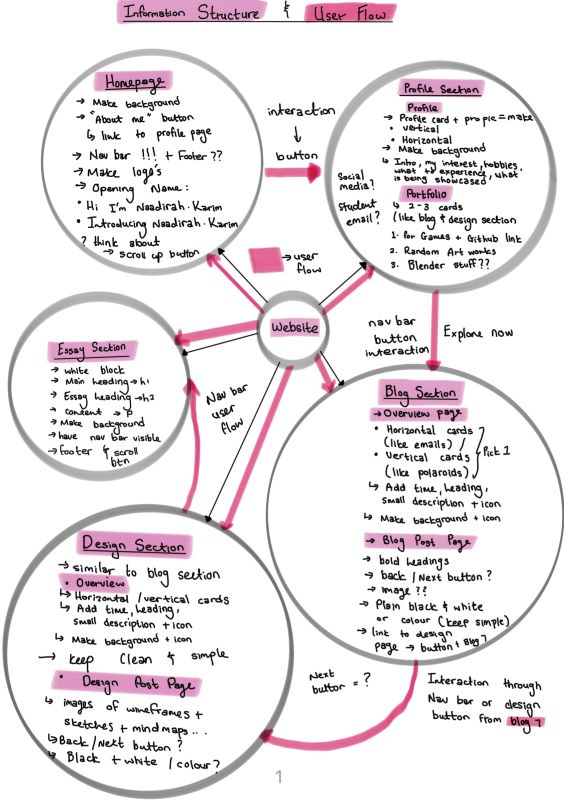 Information Structure & User Flow
Homepage
→ Make background
→ "About me" button
↳ link to profile page
→ Nav bar !!! + Footer ??
→ Make logo's
→ Opening Name:
• Hi I'm Naadirah.Karim
• Introducing Naadirah.Karim
? think about
→ scroll up button
interaction
↓
button
Profile Section
Profile
→ Profile card + pro pic = make
• vertical
• Horizontal
→ Make background
↳ Intro, my interest, hobbies,
what + experience, what
is being showcased.
Portfolio
↳ 2-3 cards
(like blog & design section
1. for Games + Github link
2. Random Art works
3. Blender stuff??
Social
media?
student
email?
→ user
flow
Website
Essay Section
→ white block
→ Main heading → h1
→ Essay heading → h2
→ content → p
→ Make background
→ have nav bar visible
→ footer & scroll
btn
Nav bar
user
flow
nav bar
button
interaction
Explore now
Blog Section
→ Overview page
• Horizontal cards
(like emails) /
• Vertical cards
(like polaroids)
Pick 1
↳ Add time, heading,
small description + icon
↳ Make background + icon
→ Blog Post Page
→ bold headings
→ back / Next button ?
→ image ??
→ Plain black & white
or colour (keep simple)
→ link to design
page → button + Blog 7
Design Section
→ similar to blog section
• Overview
↳ Horizontal / vertical cards
↳ Add time, heading,
small description + icon
↳ Make background + icon
→ keep clean & simple
• Design Post Page
↳ images of wireframes +
sketches + mindmaps...
↳ Back / Next button ?
↳ Black + white / colour?
Next
button = ?
Interaction through
Nav bar or design
button from blog 7
1